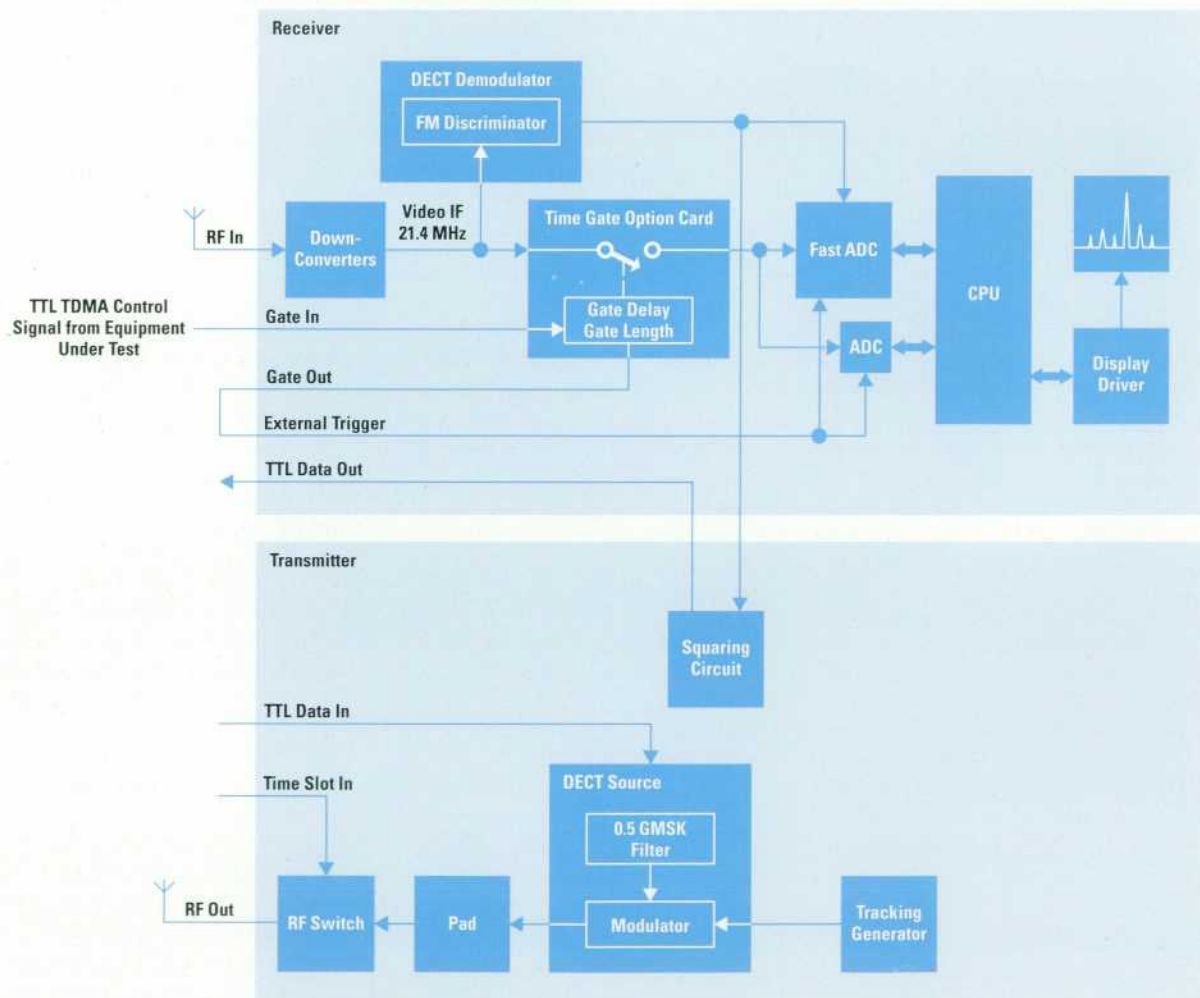 Receiver
DECT Demodulator
FM Discriminator
RF In
Down-
Converters
Video IF
21.4 MHz
Time Gate Option Card
Gate Delay
Gate Length
Fast ADC
ADC
CPU
Display
Driver
TTL TDMA Control
Signal from Equipment
Under Test
Gate In
Gate Out
External Trigger
TTL Data Out
Transmitter
Squaring
Circuit
TTL Data In
Time Slot In
DECT Source
0.5 GMSK
Filter
Modulator
RF Out
RF Switch
Pad
Tracking
Generator